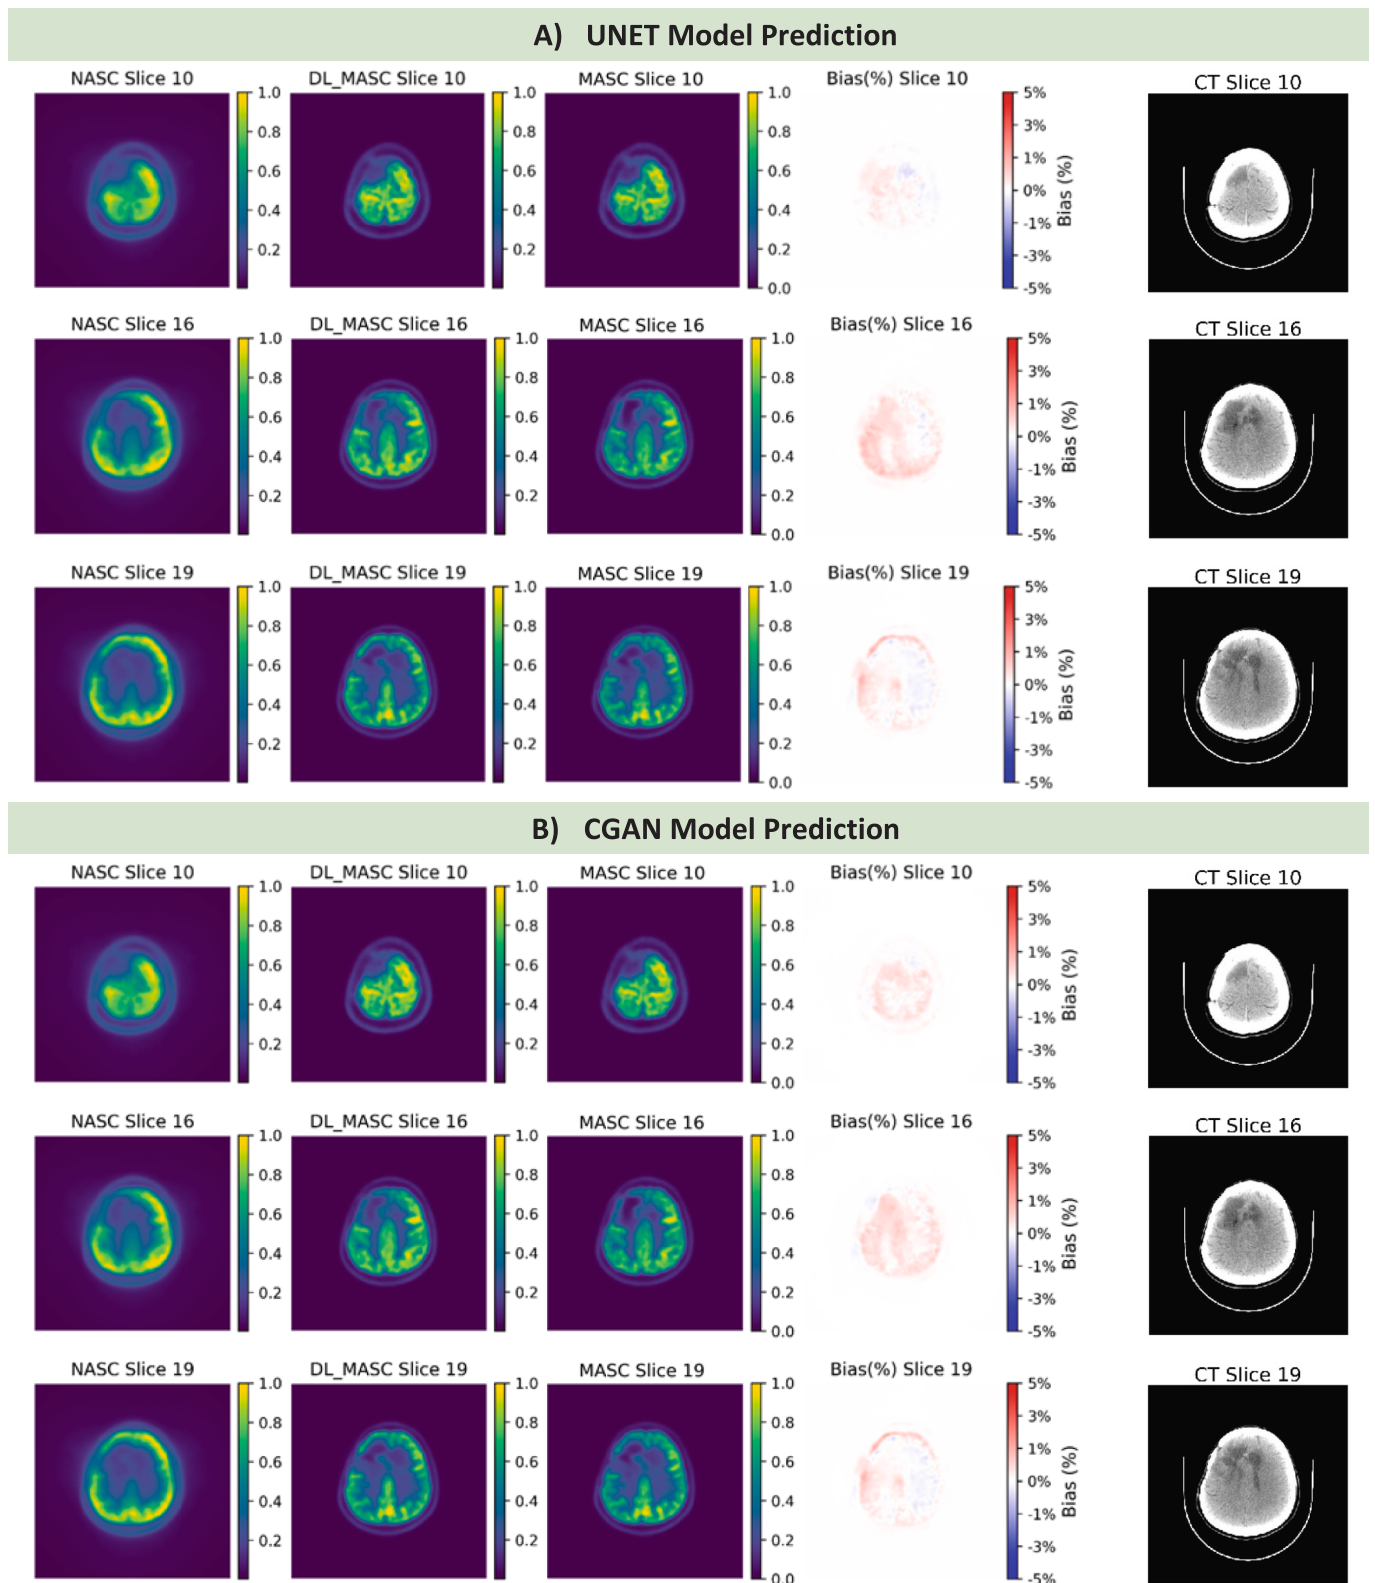 A) UNET Model Prediction
NASC Slice 10 DL_MASC Slice 10 MASC Slice 10 Bias(%) Slice 10 CT Slice 10
1.0 1.0 1.0 5%
0.8 0.8 0.8 3%
0.6 0.6 0.6 1%
0.4 0.4 0.4 0%
0.2 0.2 0.2 -1%
0.0 -3%
-5%
Bias (%)
NASC Slice 16 DL_MASC Slice 16 MASC Slice 16 Bias(%) Slice 16 CT Slice 16
1.0 1.0 1.0 5%
0.8 0.8 0.8 3%
0.6 0.6 0.6 1%
0.4 0.4 0.4 0%
0.2 0.2 0.2 -1%
0.0 -3%
-5%
Bias (%)
NASC Slice 19 DL_MASC Slice 19 MASC Slice 19 Bias(%) Slice 19 CT Slice 19
1.0 1.0 1.0 5%
0.8 0.8 0.8 3%
0.6 0.6 0.6 1%
0.4 0.4 0.4 0%
0.2 0.2 0.2 -1%
0.0 -3%
-5%
Bias (%)
B) CGAN Model Prediction
NASC Slice 10 DL_MASC Slice 10 MASC Slice 10 Bias(%) Slice 10 CT Slice 10
1.0 1.0 1.0 5%
0.8 0.8 0.8 3%
0.6 0.6 0.6 1%
0.4 0.4 0.4 0%
0.2 0.2 0.2 -1%
0.0 -3%
-5%
Bias (%)
NASC Slice 16 DL_MASC Slice 16 MASC Slice 16 Bias(%) Slice 16 CT Slice 16
1.0 1.0 1.0 5%
0.8 0.8 0.8 3%
0.6 0.6 0.6 1%
0.4 0.4 0.4 0%
0.2 0.2 0.2 -1%
0.0 -3%
-5%
Bias (%)
NASC Slice 19 DL_MASC Slice 19 MASC Slice 19 Bias(%) Slice 19 CT Slice 19
1.0 1.0 1.0 5%
0.8 0.8 0.8 3%
0.6 0.6 0.6 1%
0.4 0.4 0.4 0%
0.2 0.2 0.2 -1%
0.0 -3%
-5%
Bias (%)